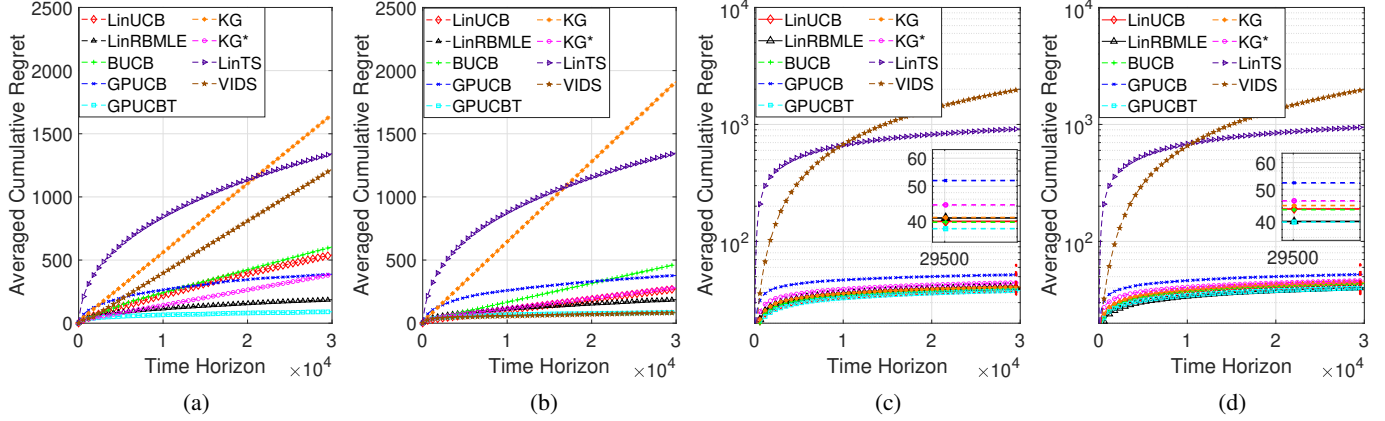 2500
2000
1500
1000
500
0
Averaged Cumulative Regret
LinUCB
LinRBMLE
BUCB
GPUCB
GPUCBT
KG
KG*
LinTS
VIDS
0 1 2 3
Time Horizon ×10^4
(a)
2500
2000
1500
1000
500
0
Averaged Cumulative Regret
LinUCB
LinRBMLE
BUCB
GPUCB
GPUCBT
KG
KG*
LinTS
VIDS
0 1 2 3
Time Horizon ×10^4
(b)
10^4
10^3
10^2
Averaged Cumulative Regret
LinUCB
LinRBMLE
BUCB
GPUCB
GPUCBT
KG
KG*
LinTS
VIDS
60
50
40
29500
0 1 2 3
Time Horizon ×10^4
(c)
10^4
10^3
10^2
Averaged Cumulative Regret
LinUCB
LinRBMLE
BUCB
GPUCB
GPUCBT
KG
KG*
LinTS
VIDS
60
50
40
29500
0 1 2 3
Time Horizon ×10^4
(d)